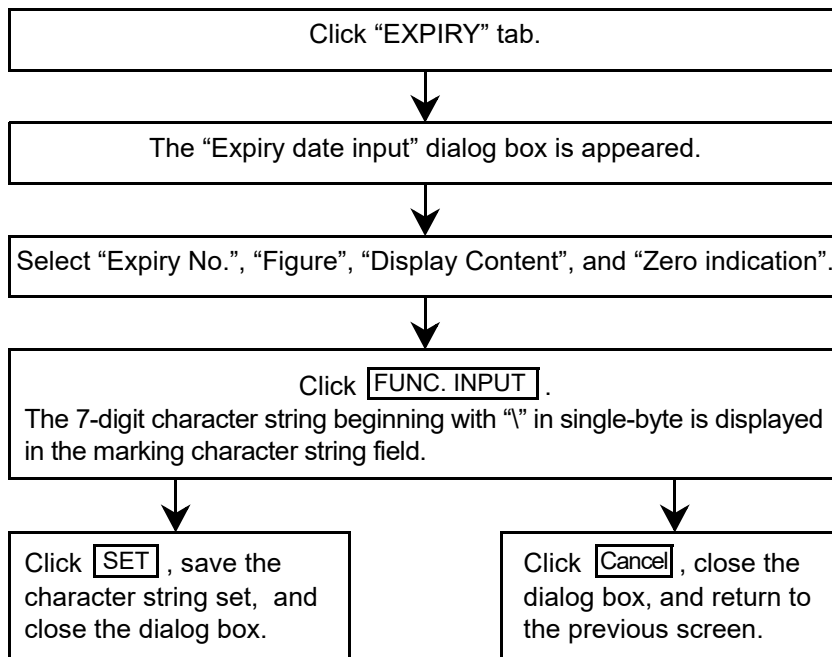 Click “EXPIRY” tab.
The “Expiry date input” dialog box is appeared.
Select “Expiry No.”, “Figure”, “Display Content”, and “Zero indication”.
Click FUNC. INPUT .
The 7-digit character string beginning with “\” in single-byte is displayed
in the marking character string field.
Click SET , save the
character string set, and
close the dialog box.
Click Cancel , close the
dialog box, and return to
the previous screen.